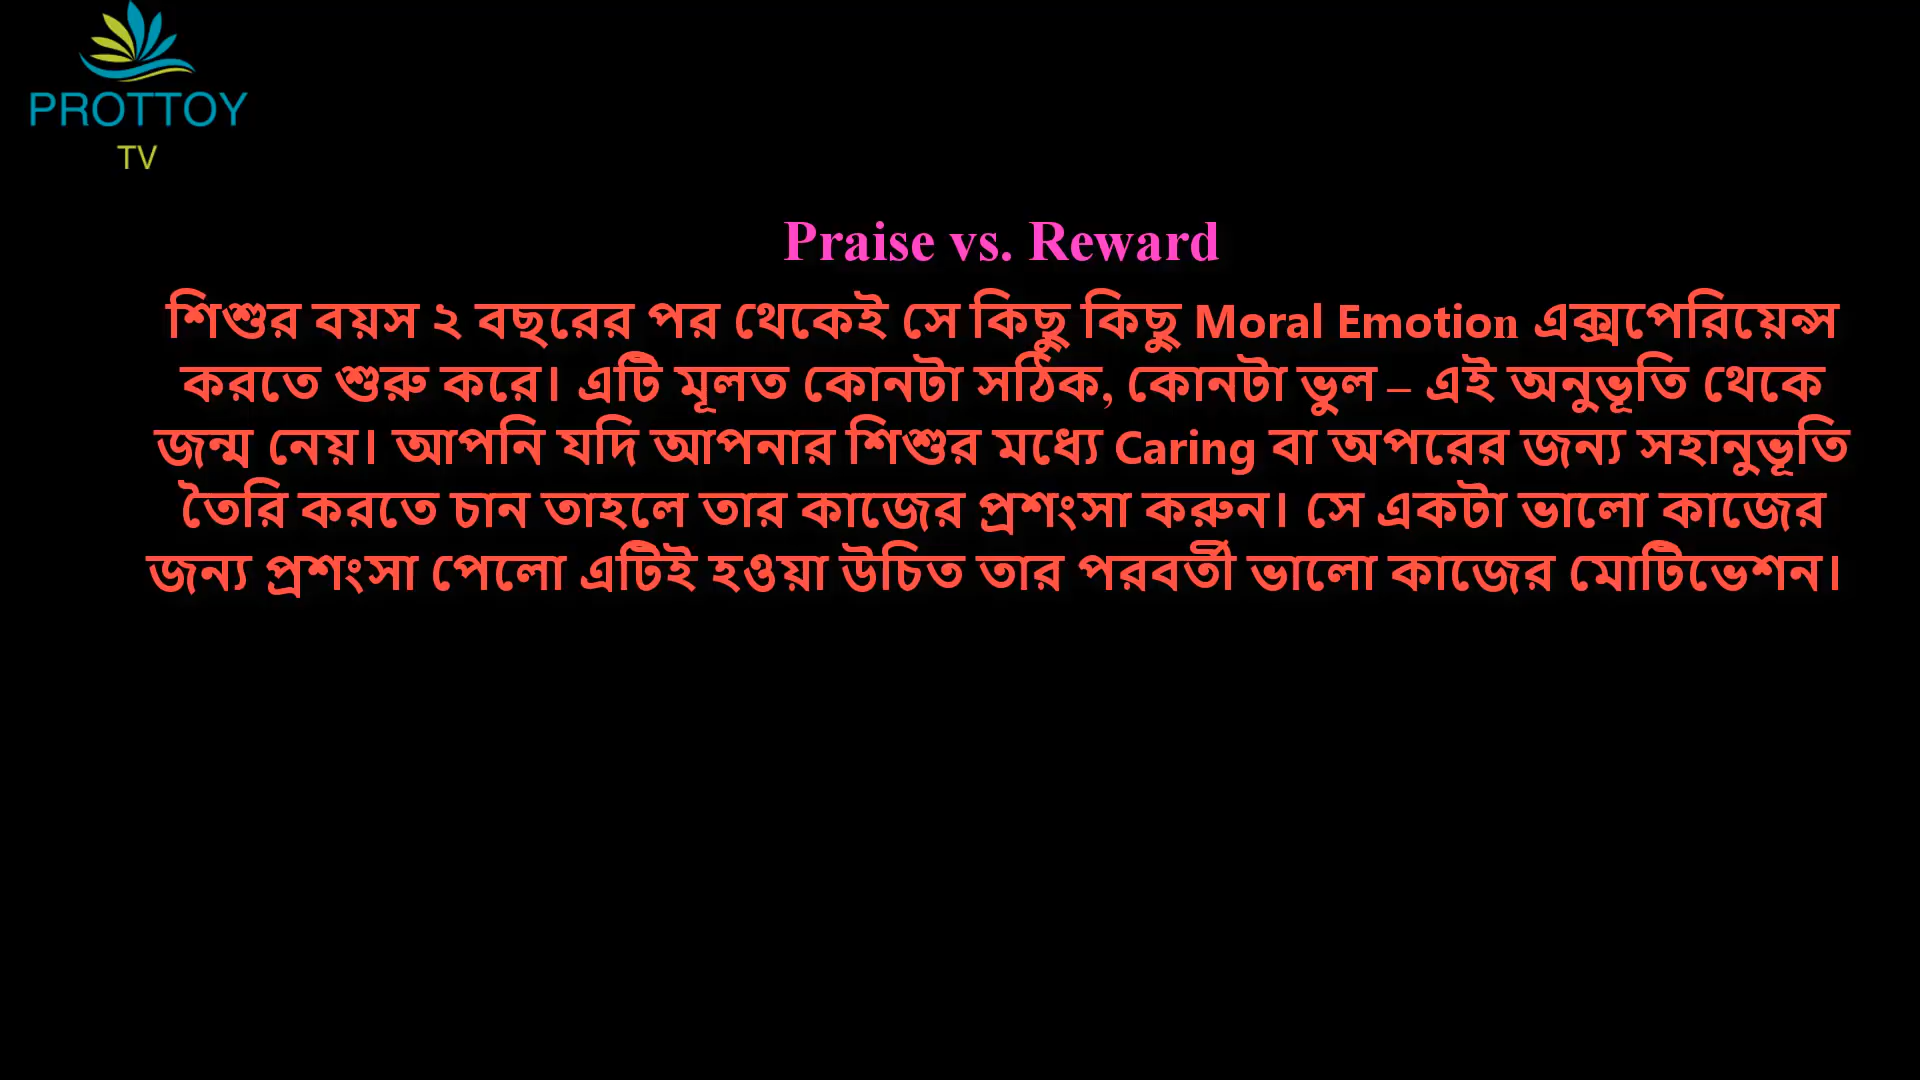 PROTTOY
TV
Praise vs. Reward
শিশুর বয়স ২ বছরের পর থেকেই সে কিছু কিছু Moral Emotion এক্সপেরিয়েন্স
করতে শুরু করে। এটি মূলত কোনটা সঠিক, কোনটা ভুল – এই অনুভূতি থেকে
জন্ম নেয়। আপনি যদি আপনার শিশুর মধ্যে Caring বা অপরের জন্য সহানুভূতি
তৈরি করতে চান তাহলে তার কাজের প্রশংসা করুন। সে একটা ভালো কাজের
জন্য প্রশংসা পেলো এটিই হওয়া উচিত তার পরবর্তী ভালো কাজের মোটিভেশন।